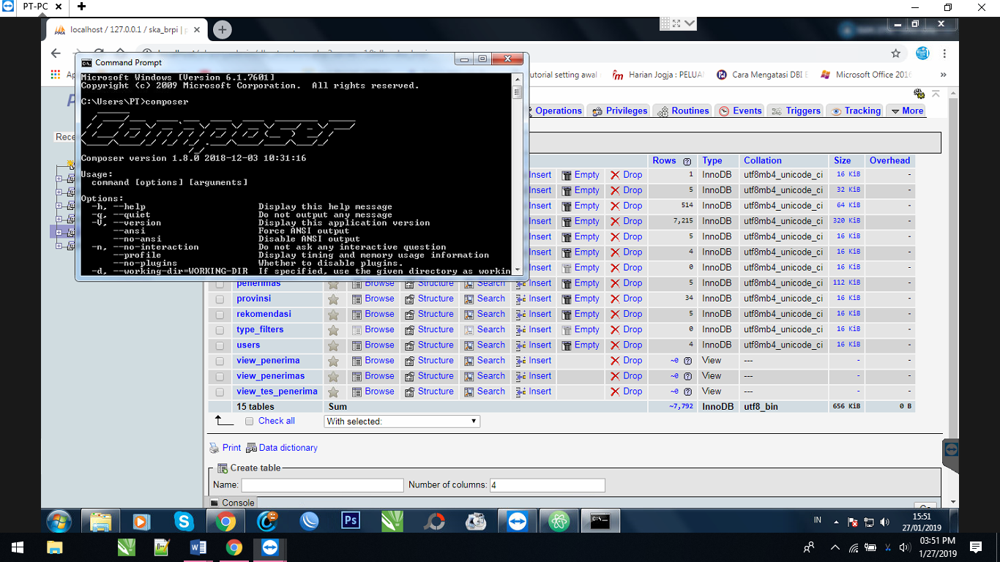 PT-PC
localhost / 127.0.0.1 / ska_brpi | p
Command Prompt
Microsoft Windows [Version 6.1.7601]
Copyright (c) 2009 Microsoft Corporation. All rights reserved.
C:\Users\PT>composer
Composer
Composer version 1.8.0 2018-12-03 10:31:16
Usage:
command [options] [arguments]
Options:
-h, --help Display this help message
-q, --quiet Do not output any message
-V, --version Display this application version
--ansi Force ANSI output
--no-ansi Disable ANSI output
-n, --no-interaction Do not ask any interactive question
--profile Display timing and memory usage information
--no-plugins Whether to disable plugins.
-d, --working-dir=WORKING-DIR If specified, use the given directory as workin
Ap
utorial setting awal
Harian Jogja : PELUA
Cara Mengatasi DBI E
Microsoft Office 2016
»
P
Rece
Operations Privileges Routines Events Triggers Tracking More
Rows Type Collation Size Overhead
Insert Empty Drop 1 InnoDB utf8mb4_unicode_ci 16 KiB -
Insert Empty Drop 5 InnoDB utf8mb4_unicode_ci 32 KiB -
Insert Empty Drop 514 InnoDB utf8mb4_unicode_ci 64 KiB -
Insert Empty Drop 7,215 InnoDB utf8mb4_unicode_ci 320 KiB -
Insert Empty Drop 5 InnoDB utf8mb4_unicode_ci 16 KiB -
Insert Empty Drop 4 InnoDB utf8mb4_unicode_ci 16 KiB -
Insert Empty Drop 0 InnoDB utf8mb4_unicode_ci 16 KiB -
penerimas Browse Structure Search Insert Empty Drop 5 InnoDB utf8mb4_unicode_ci 112 KiB -
provinsi Browse Structure Search Insert Empty Drop 34 InnoDB utf8mb4_unicode_ci 16 KiB -
rekomendasi Browse Structure Search Insert Empty Drop 5 InnoDB utf8mb4_unicode_ci 16 KiB -
type_filters Browse Structure Search Insert Empty Drop 0 InnoDB utf8mb4_unicode_ci 16 KiB -
users Browse Structure Search Insert Empty Drop 4 InnoDB utf8mb4_unicode_ci 16 KiB -
view_penerima Browse Structure Search Insert Drop ~0 View --- - -
view_penerimas Browse Structure Search Insert Drop ~0 View --- - -
view_tes_penerima Browse Structure Search Insert Drop ~0 View --- - -
15 tables Sum ~7,792 InnoDB utf8_bin 656 KiB 0 B
Check all With selected:
Print Data dictionary
Create table
Name: Number of columns: 4
Console
Ps
IN
15:51
27/01/2019
03:51 PM
1/27/2019